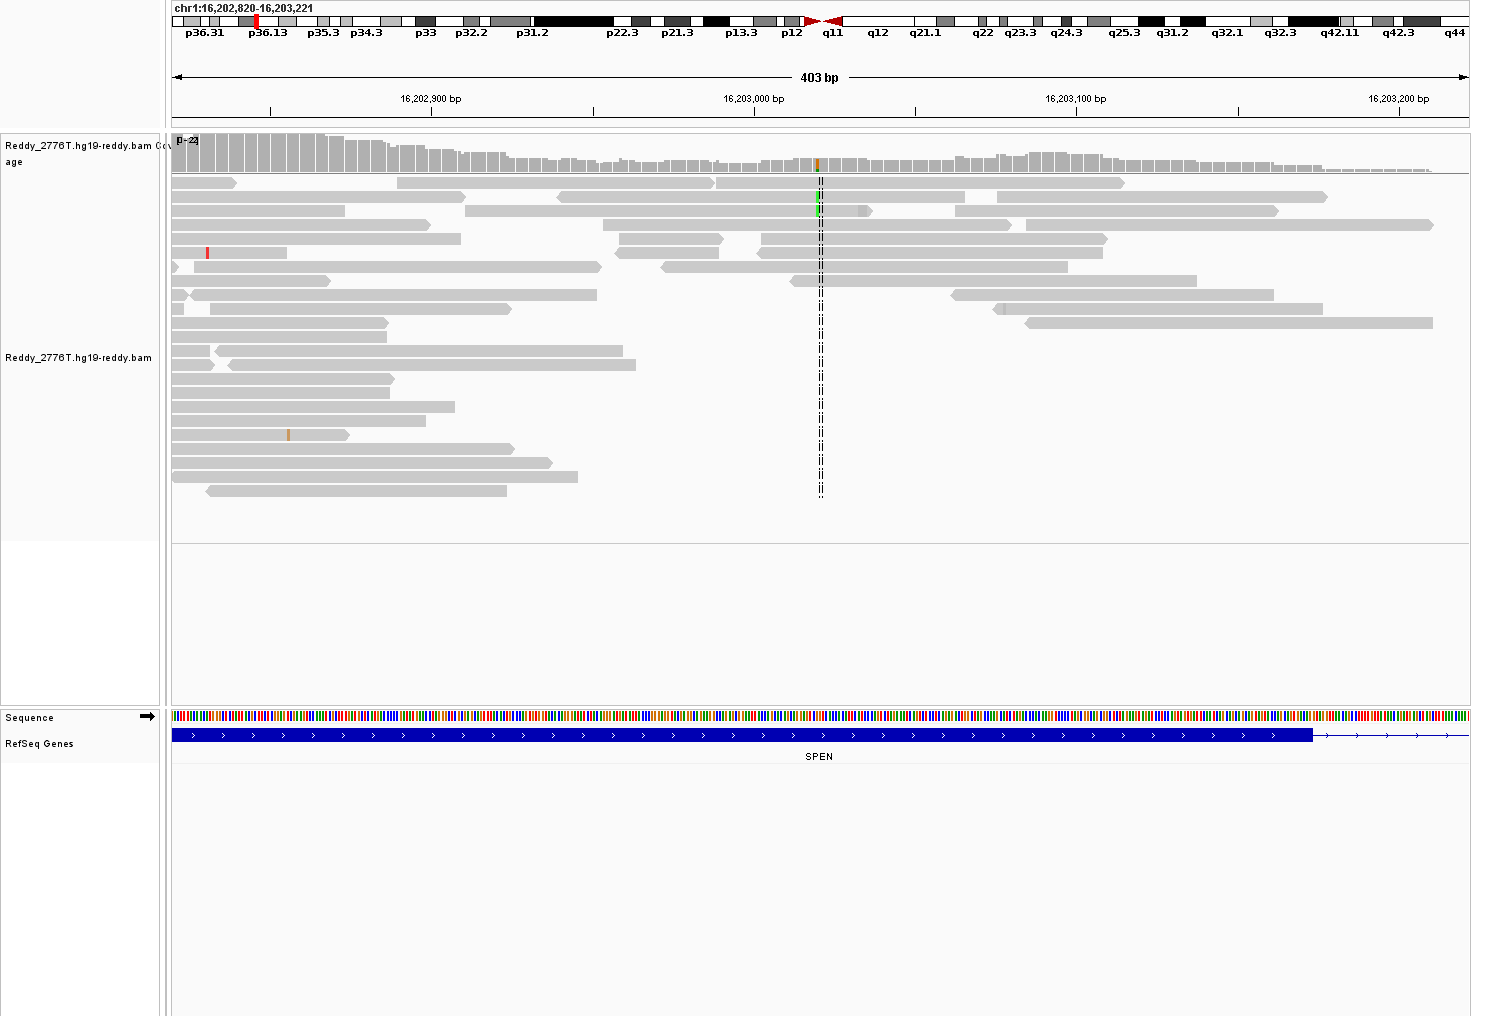 chr1:16,202,820-16,203,221
p36.31 p36.13 p35.3 p34.3 p33 p32.2 p31.2 p22.3 p21.3 p13.3 p12 q11 q12 q21.1 q22 q23.3 q24.3 q25.3 q31.2 q32.1 q32.3 q42.11 q42.3 q44
403 bp
16,202,900 bp 16,203,000 bp 16,203,100 bp 16,203,200 bp
Reddy_2776T.hg19-reddy.bam Cov
age
Reddy_2776T.hg19-reddy.bam
Sequence
RefSeq Genes
SPEN